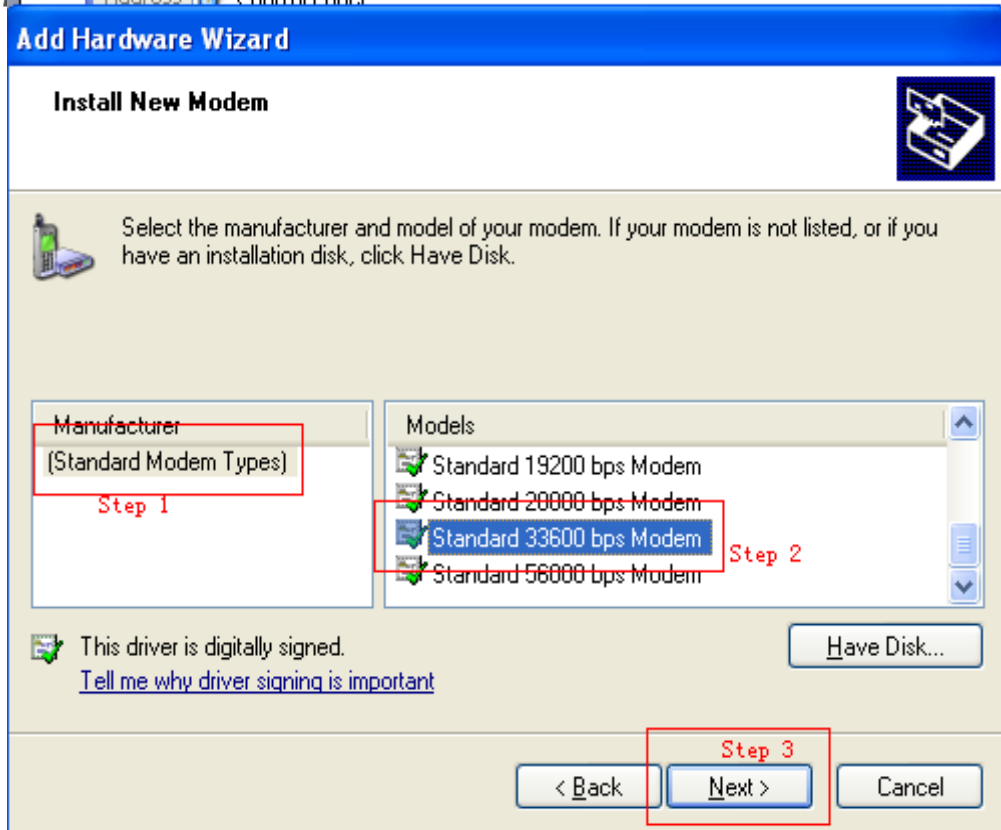 Add Hardware Wizard
Install New Modem
Select the manufacturer and model of your modem. If your modem is not listed, or if you
have an installation disk, click Have Disk.
Manufacturer
(Standard Modem Types)
Step 1
Models
Standard 19200 bps Modem
Standard 20000 bps Modem
Standard 33600 bps Modem
Step 2
Standard 56000 bps Modem
This driver is digitally signed.
Have Disk...
Tell me why driver signing is important
Step 3
< Back
Next >
Cancel